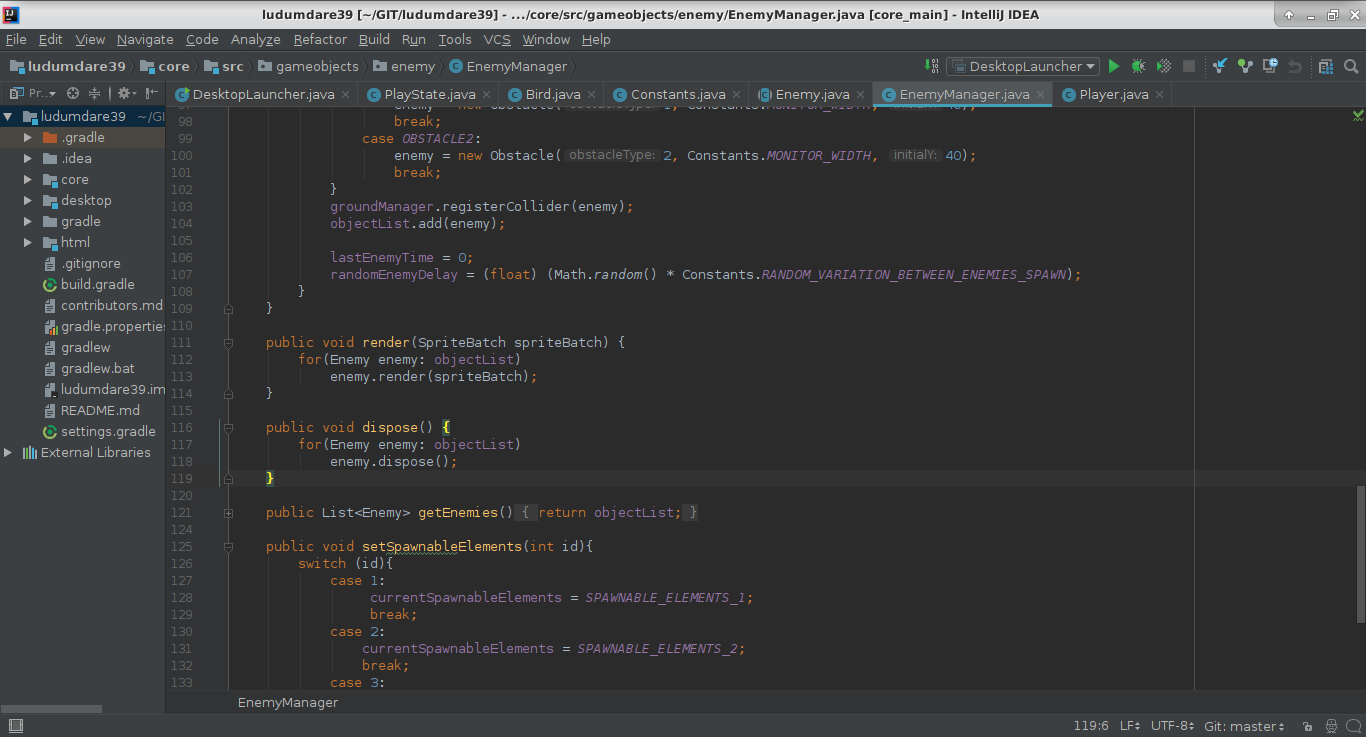 ludumdare39 [~/GIT/ludumdare39] - .../core/src/gameobjects/enemy/EnemyManager.java [core_main] - IntelliJ IDEA
File Edit View Navigate Code Analyze Refactor Build Run Tools VCS Window Help
ludumdare39 core src gameobjects enemy EnemyManager DesktopLauncher
Pr.. DesktopLauncher.java PlayState.java Bird.java Constants.java Enemy.java EnemyManager.java Player.java
ludumdare39 ~/GI
.gradle
.idea
core
desktop
gradle
html
.gitignore
build.gradle
contributors.md
gradle.properties
gradlew
gradlew.bat
ludumdare39.im
README.md
settings.gradle
External Libraries
98 break;
99 case OBSTACLE2:
100 enemy = new Obstacle( obstacleType: 2, Constants.MONITOR_WIDTH, initialY: 40);
101 break;
102 }
103 groundManager.registerCollider(enemy);
104 objectList.add(enemy);
105
106 lastEnemyTime = 0;
107 randomEnemyDelay = (float) (Math.random() * Constants.RANDOM_VARIATION_BETWEEN_ENEMIES_SPAWN);
108 }
109 }
110
111 public void render(SpriteBatch spriteBatch) {
112 for(Enemy enemy: objectList)
113 enemy.render(spriteBatch);
114 }
115
116 public void dispose() {
117 for(Enemy enemy: objectList)
118 enemy.dispose();
119 }
120
121 public List<Enemy> getEnemies() { return objectList; }
124
125 public void setSpawnableElements(int id){
126 switch (id){
127 case 1:
128 currentSpawnableElements = SPAWNABLE_ELEMENTS_1;
129 break;
130 case 2:
131 currentSpawnableElements = SPAWNABLE_ELEMENTS_2;
132 break;
133 case 3:
EnemyManager
119:6 LF UTF-8 Git: master